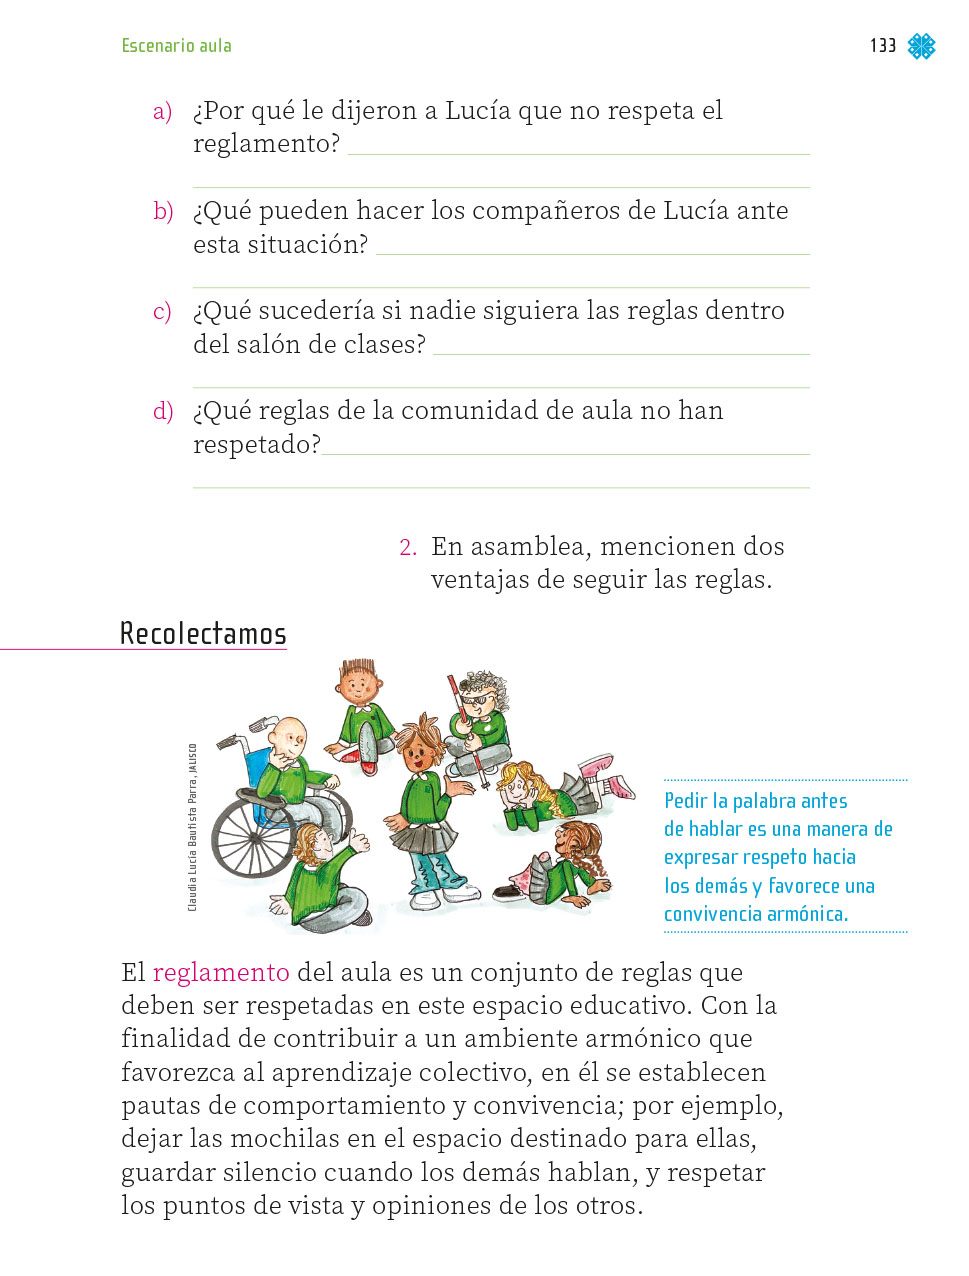 Escenario aula
133
a) ¿Por qué le dijeron a Lucía que no respeta el
reglamento?
b) ¿Qué pueden hacer los compañeros de Lucía ante
esta situación?
c) ¿Qué sucedería si nadie siguiera las reglas dentro
del salón de clases?
d) ¿Qué reglas de la comunidad de aula no han
respetado?
2. En asamblea, mencionen dos
ventajas de seguir las reglas.
Recolectamos
Claudia Lucía Bautista Parra, JALISCO
Pedir la palabra antes
de hablar es una manera de
expresar respeto hacia
los demás y favorece una
convivencia armónica.
El reglamento del aula es un conjunto de reglas que
deben ser respetadas en este espacio educativo. Con la
finalidad de contribuir a un ambiente armónico que
favorezca al aprendizaje colectivo, en él se establecen
pautas de comportamiento y convivencia; por ejemplo,
dejar las mochilas en el espacio destinado para ellas,
guardar silencio cuando los demás hablan, y respetar
los puntos de vista y opiniones de los otros.